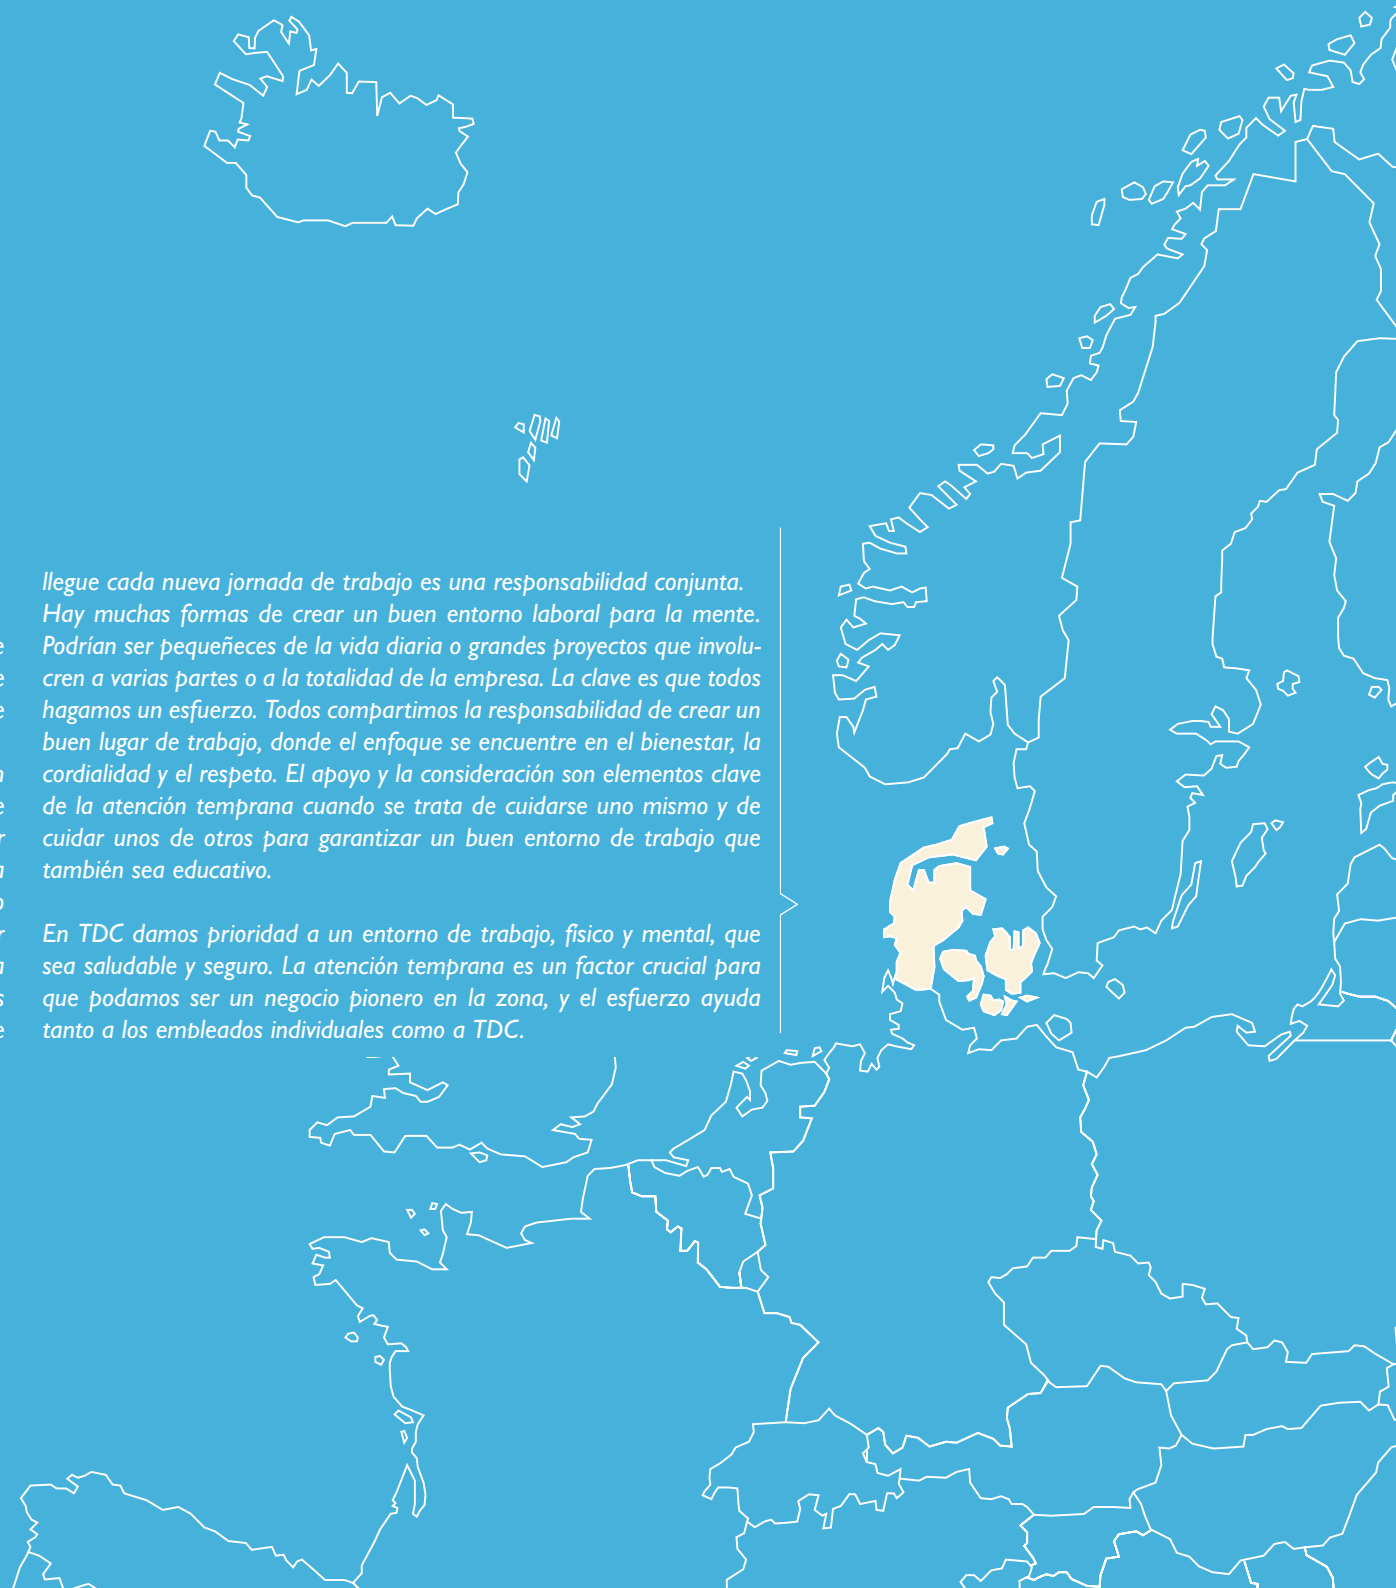 llegue cada nueva jornada de trabajo es una responsabilidad conjunta.
Hay muchas formas de crear un buen entorno laboral para la mente.
Podrían ser pequeñeces de la vida diaria o grandes proyectos que involu-
cren a varias partes o a la totalidad de la empresa. La clave es que todos
hagamos un esfuerzo. Todos compartimos la responsabilidad de crear un
buen lugar de trabajo, donde el enfoque se encuentre en el bienestar, la
cordialidad y el respeto. El apoyo y la consideración son elementos clave
de la atención temprana cuando se trata de cuidarse uno mismo y de
cuidar unos de otros para garantizar un buen entorno de trabajo que
también sea educativo.
En TDC damos prioridad a un entorno de trabajo, físico y mental, que
sea saludable y seguro. La atención temprana es un factor crucial para
que podamos ser un negocio pionero en la zona, y el esfuerzo ayuda
tanto a los empleados individuales como a TDC.